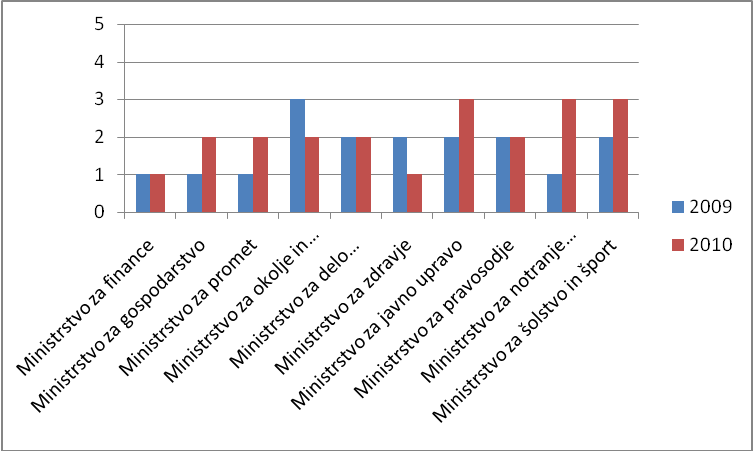 5
4
3
2
1
0
Ministrstvo za finance
Ministrstvo za gospodarstvo
Ministrstvo za promet
Ministrstvo za okolje in...
Ministrstvo za delo...
Ministrstvo za zdravje
Ministrstvo za javno upravo
Ministrstvo za pravosodje
Ministrstvo za notranje...
Ministrstvo za šolstvo in šport
2009
2010